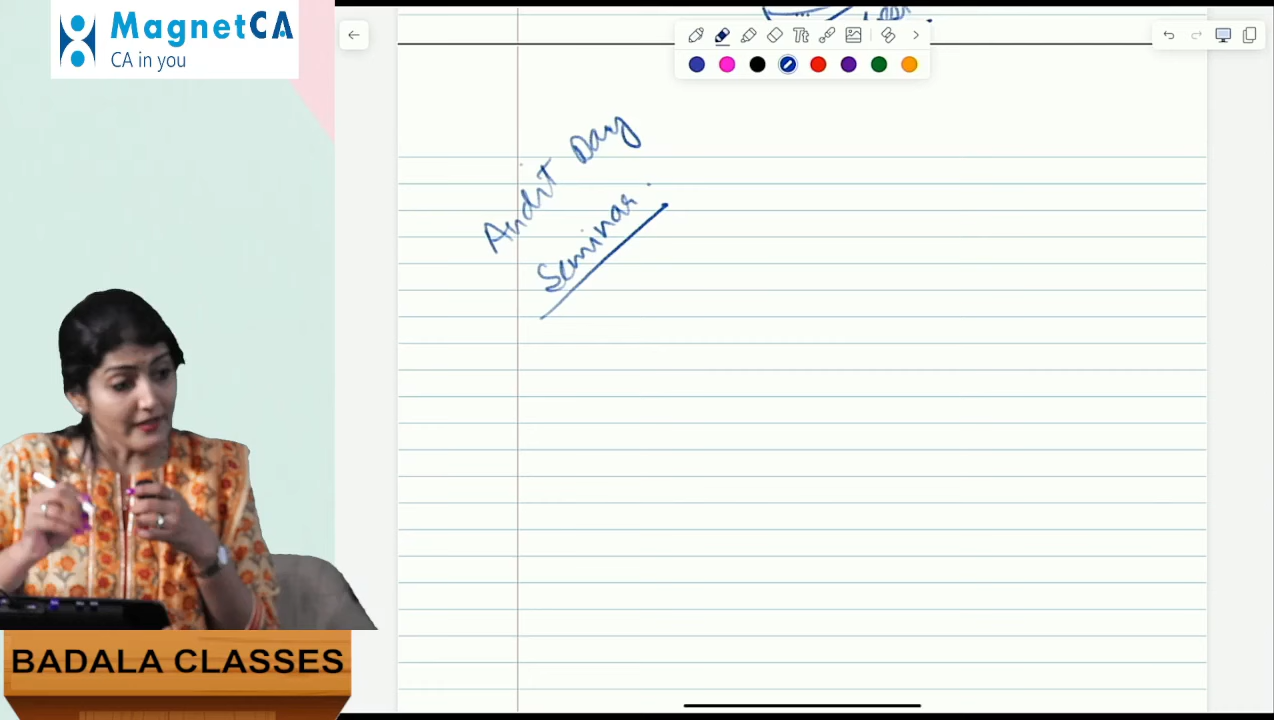 MagnetCA
CA in you
Audit Day
Seminar.
BADALA CLASSES